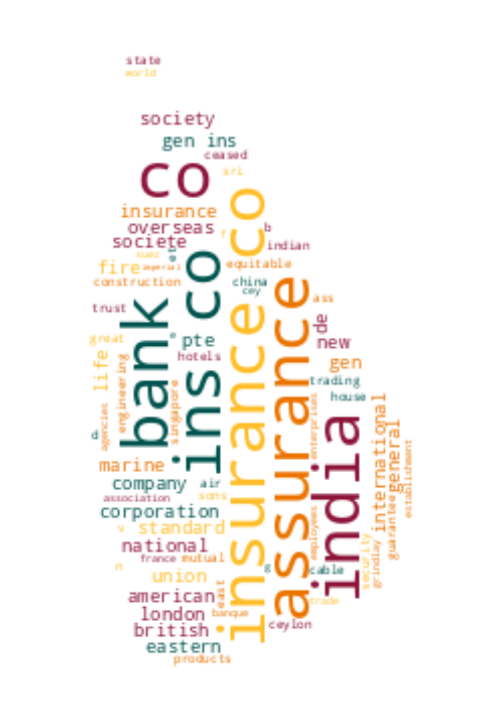 state
world
society
gen ins
ceased
co
sri
insurance
overseas
b
societe
indian
suez
et
fire
imperial
equitable
construction
china
cey
ass
trust
bank
ins co
insurance co
assurance
de
great
pte
new
hotels
life
engineering
gen
singapore
trading
house
enterprises
india
international
general
d
agencies
establishment
marine
company
air
association
sons
corporation
guarantee
v
standard
employees
security
national
grindlay
france
mutual
n
g
cable
union
east
american
trade
london
banque
british
ceylon
eastern
products